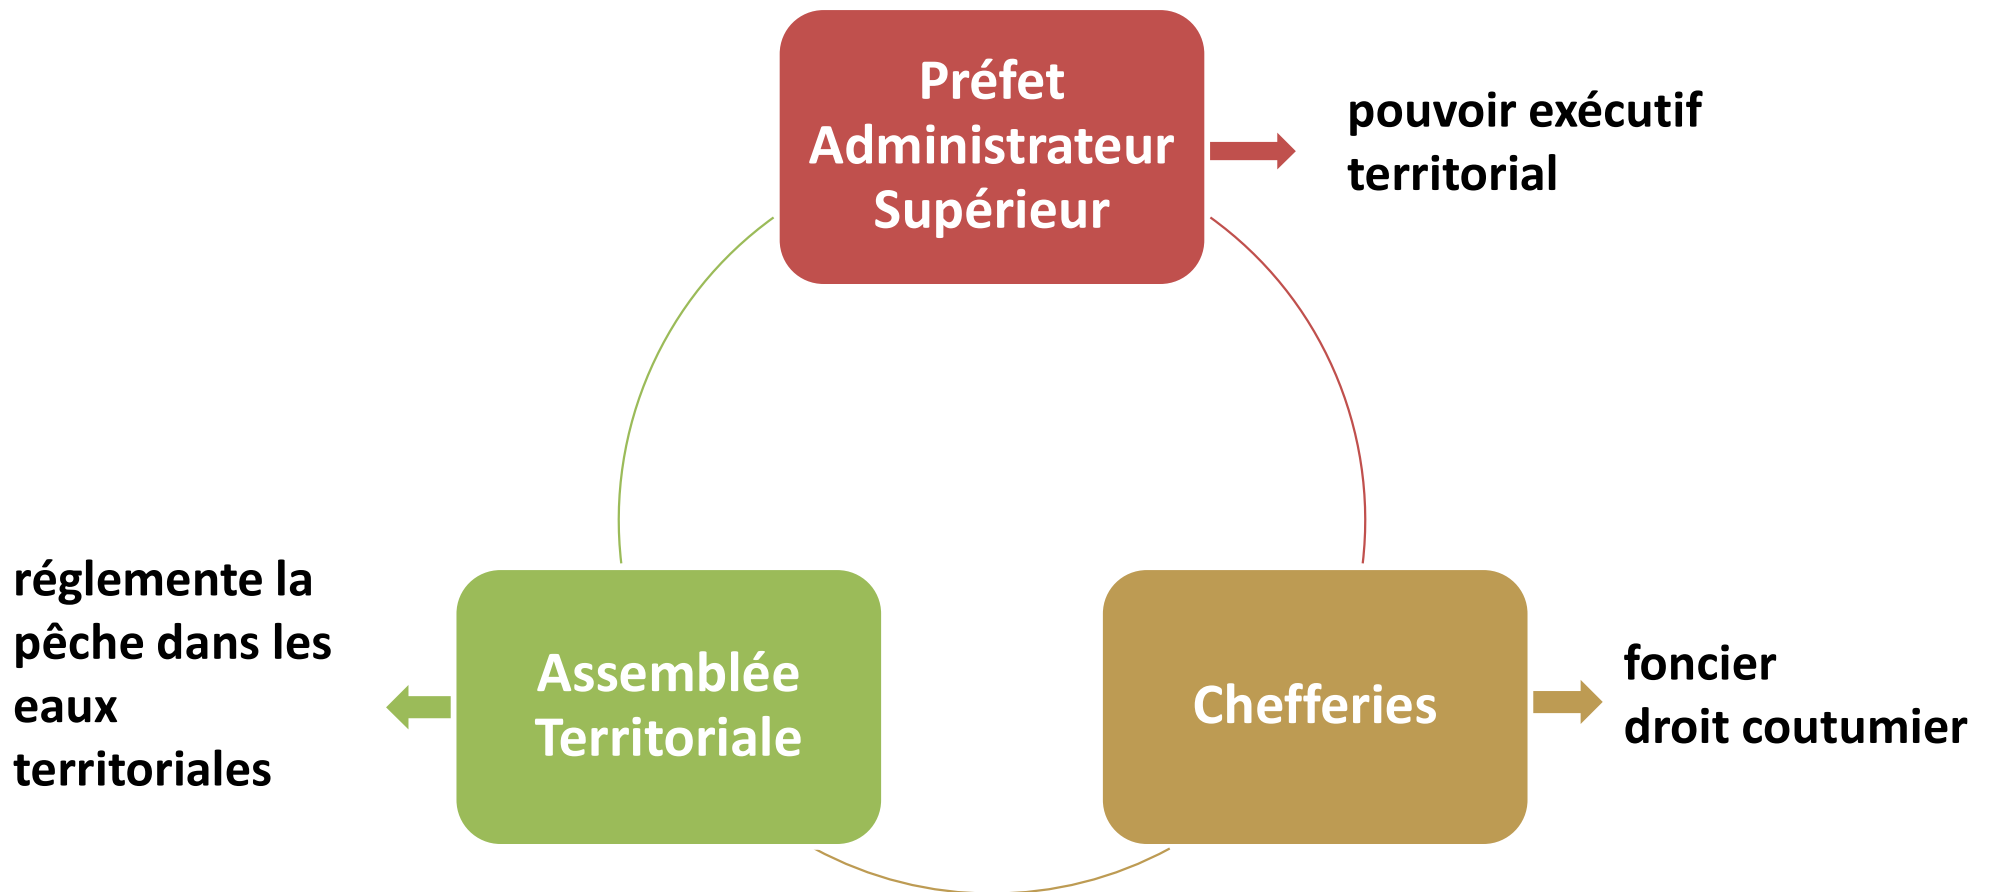 Préfet
Administrateur
Supérieur
pouvoir exécutif
territorial
réglemente la
pêche dans les
eaux
territoriales
Assemblée
Territoriale
Chefferies
foncier
droit coutumier